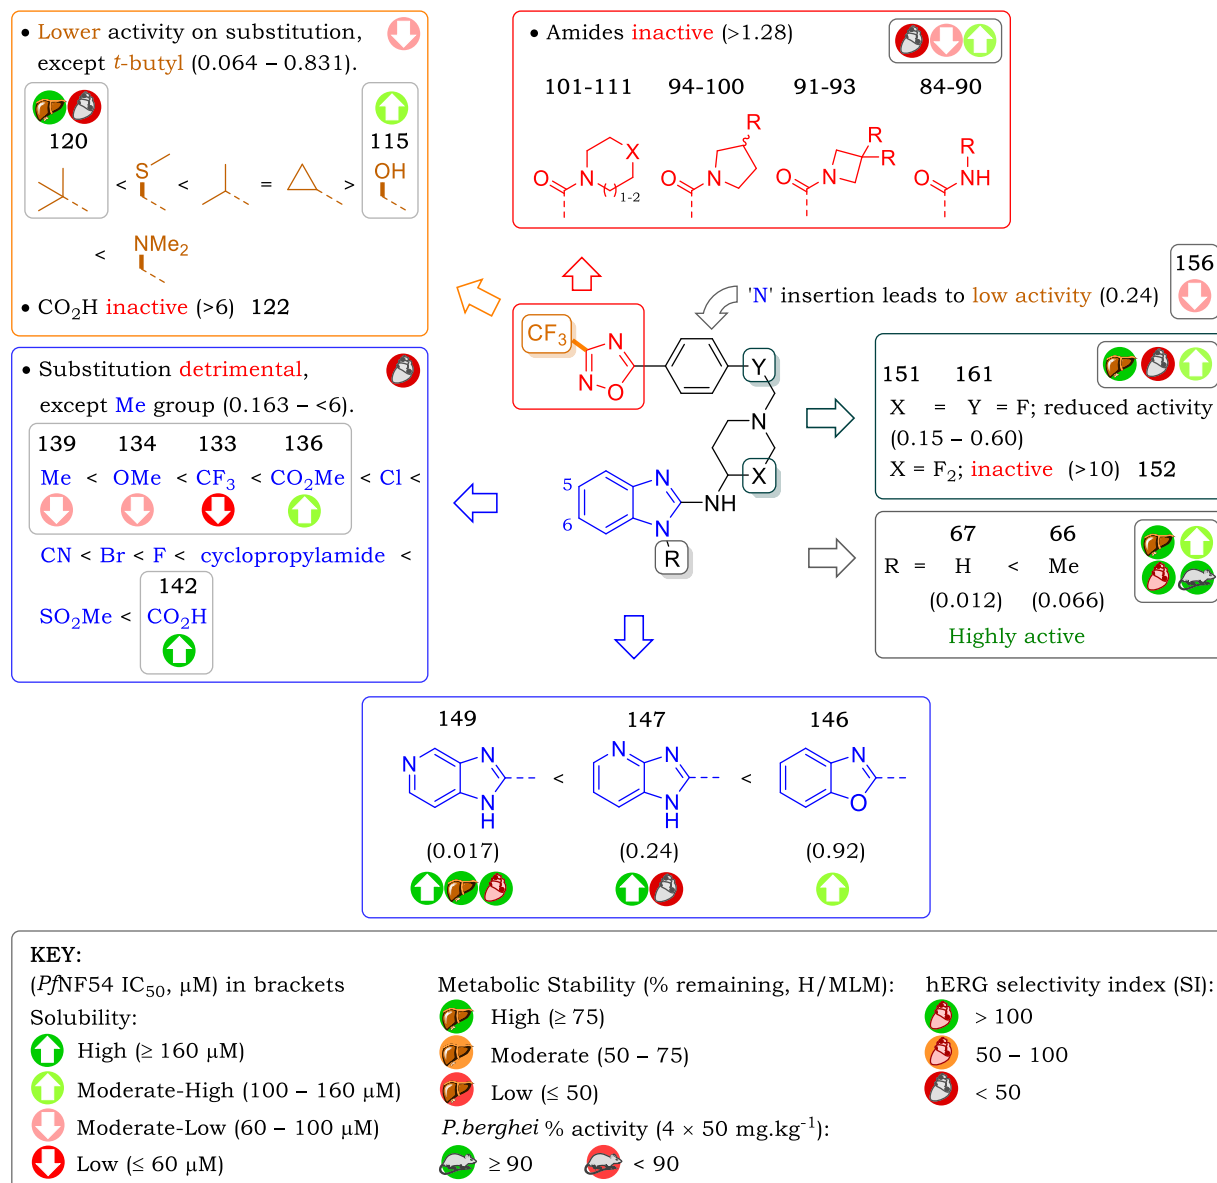 • Lower activity on substitution,
except t-butyl (0.064 – 0.831).
120
115
S
OH
< < = >
<
NMe2
• CO2H inactive (>6) 122
• Amides inactive (>1.28)
101-111 94-100 91-93 84-90
R
R
R
R
X
O N
1-2
O N
O N
O NH
156
'N' insertion leads to low activity (0.24)
CF3
N
N
N
O
Y
N
X
5
6
N
N
NH
R
• Substitution detrimental,
except Me group (0.163 – <6).
139 134 133 136
Me < OMe < CF3 < CO2Me < Cl <
CN < Br < F < cyclopropylamide <
142
SO2Me < CO2H
151 161
X = Y = F; reduced activity
(0.15 – 0.60)
X = F2; inactive (>10) 152
67 66
R = H < Me
(0.012) (0.066)
Highly active
149 147 146
N
N
N
H
<
N
N
N
H
<
N
O
(0.017) (0.24) (0.92)
KEY:
(PfNF54 IC50, μM) in brackets
Solubility:
High (≥ 160 μM)
Moderate-High (100 – 160 μM)
Moderate-Low (60 – 100 μM)
Low (≤ 60 μM)
Metabolic Stability (% remaining, H/MLM):
High (≥ 75)
Moderate (50 – 75)
Low (≤ 50)
P.berghei % activity (4 × 50 mg.kg-1):
≥ 90 < 90
hERG selectivity index (SI):
> 100
50 – 100
< 50